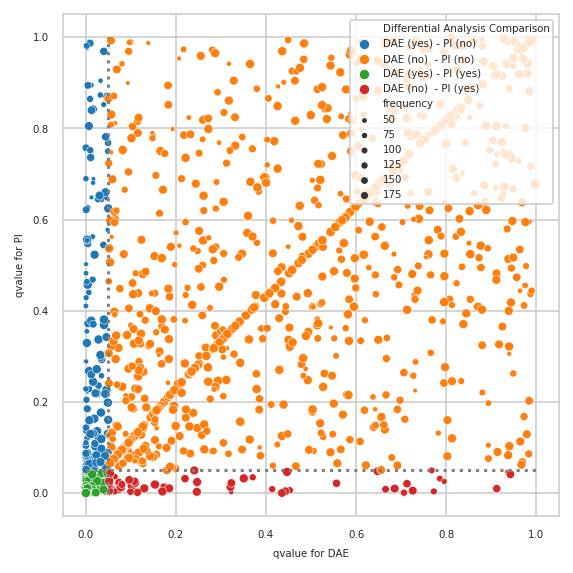 Differential Analysis Comparison
DAE (yes) - PI (no)
DAE (no) - PI (no)
DAE (yes) - PI (yes)
DAE (no) - PI (yes)
frequency
50
75
100
125
150
175
1.0
0.8
0.6
0.4
0.2
0.0
qvalue for PI
0.0 0.2 0.4 0.6 0.8 1.0
qvalue for DAE